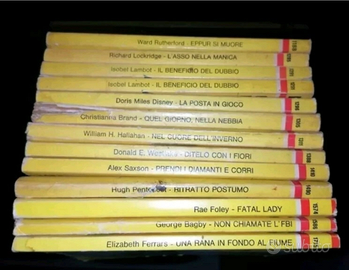 Ward Rutherford - EPPUR SI MUORE
Richard Lockridge - L'ASSO NELLA MANICA
Isobel Lambot - IL BENEFICIO DEL DUBBIO
Isobel Lambot - IL BENEFICIO DEL DUBBIO
Doris Miles Disney - LA POSTA IN GIOCO
Christianna Brand - QUEL GIORNO, NELLA NEBBIA
William H. Hallahan - NEL CUORE DELL'INVERNO
Donald E. Westlake - DITELO CON I FIORI
Alex Saxson - PRENDI I DIAMANTI E CORRI
Hugh Pentecost - RITRATTO POSTUMO
Rae Foley - FATAL LADY
George Bagby - NON CHIAMATE L'FBI
Elizabeth Ferrars - UNA RANA IN FONDO AL FIUME